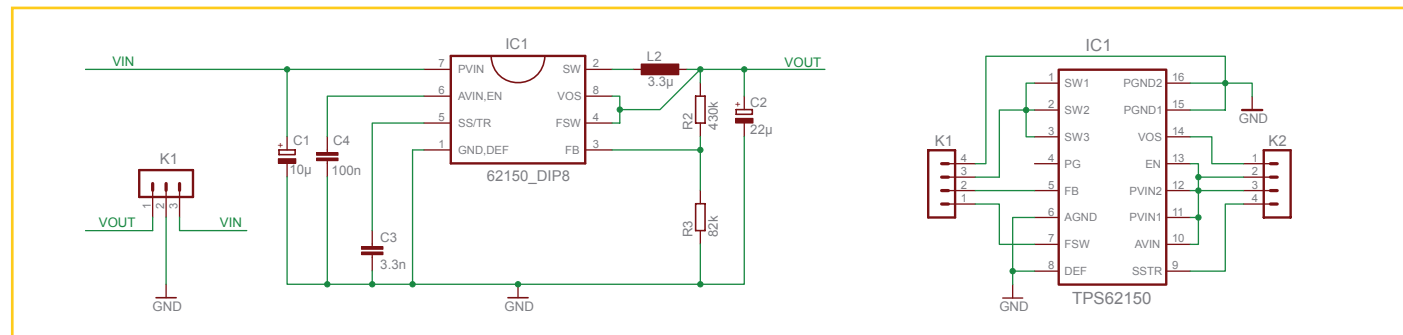 IC1
VIN
7 PVIN SW 2
L2
3.3µ
VOUT
6 AVIN,EN VOS 8
5 SS/TR FSW 4
1 GND,DEF FB 3
62150_DIP8
+ C1
10µ
C4
100n
C3
3.3n
R2
430k
R3
82k
+ C2
22µ
GND
K1
1 2 3
VOUT VIN
GND
IC1
1 SW1 PGND2 16
2 SW2 PGND1 15
3 SW3 VOS 14
4 PG EN 13
5 FB PVIN2 12
6 AGND PVIN1 11
7 FSW AVIN 10
8 DEF SSTR 9
TPS62150
K1
4
3
2
1
K2
1
2
3
4
GND
GND